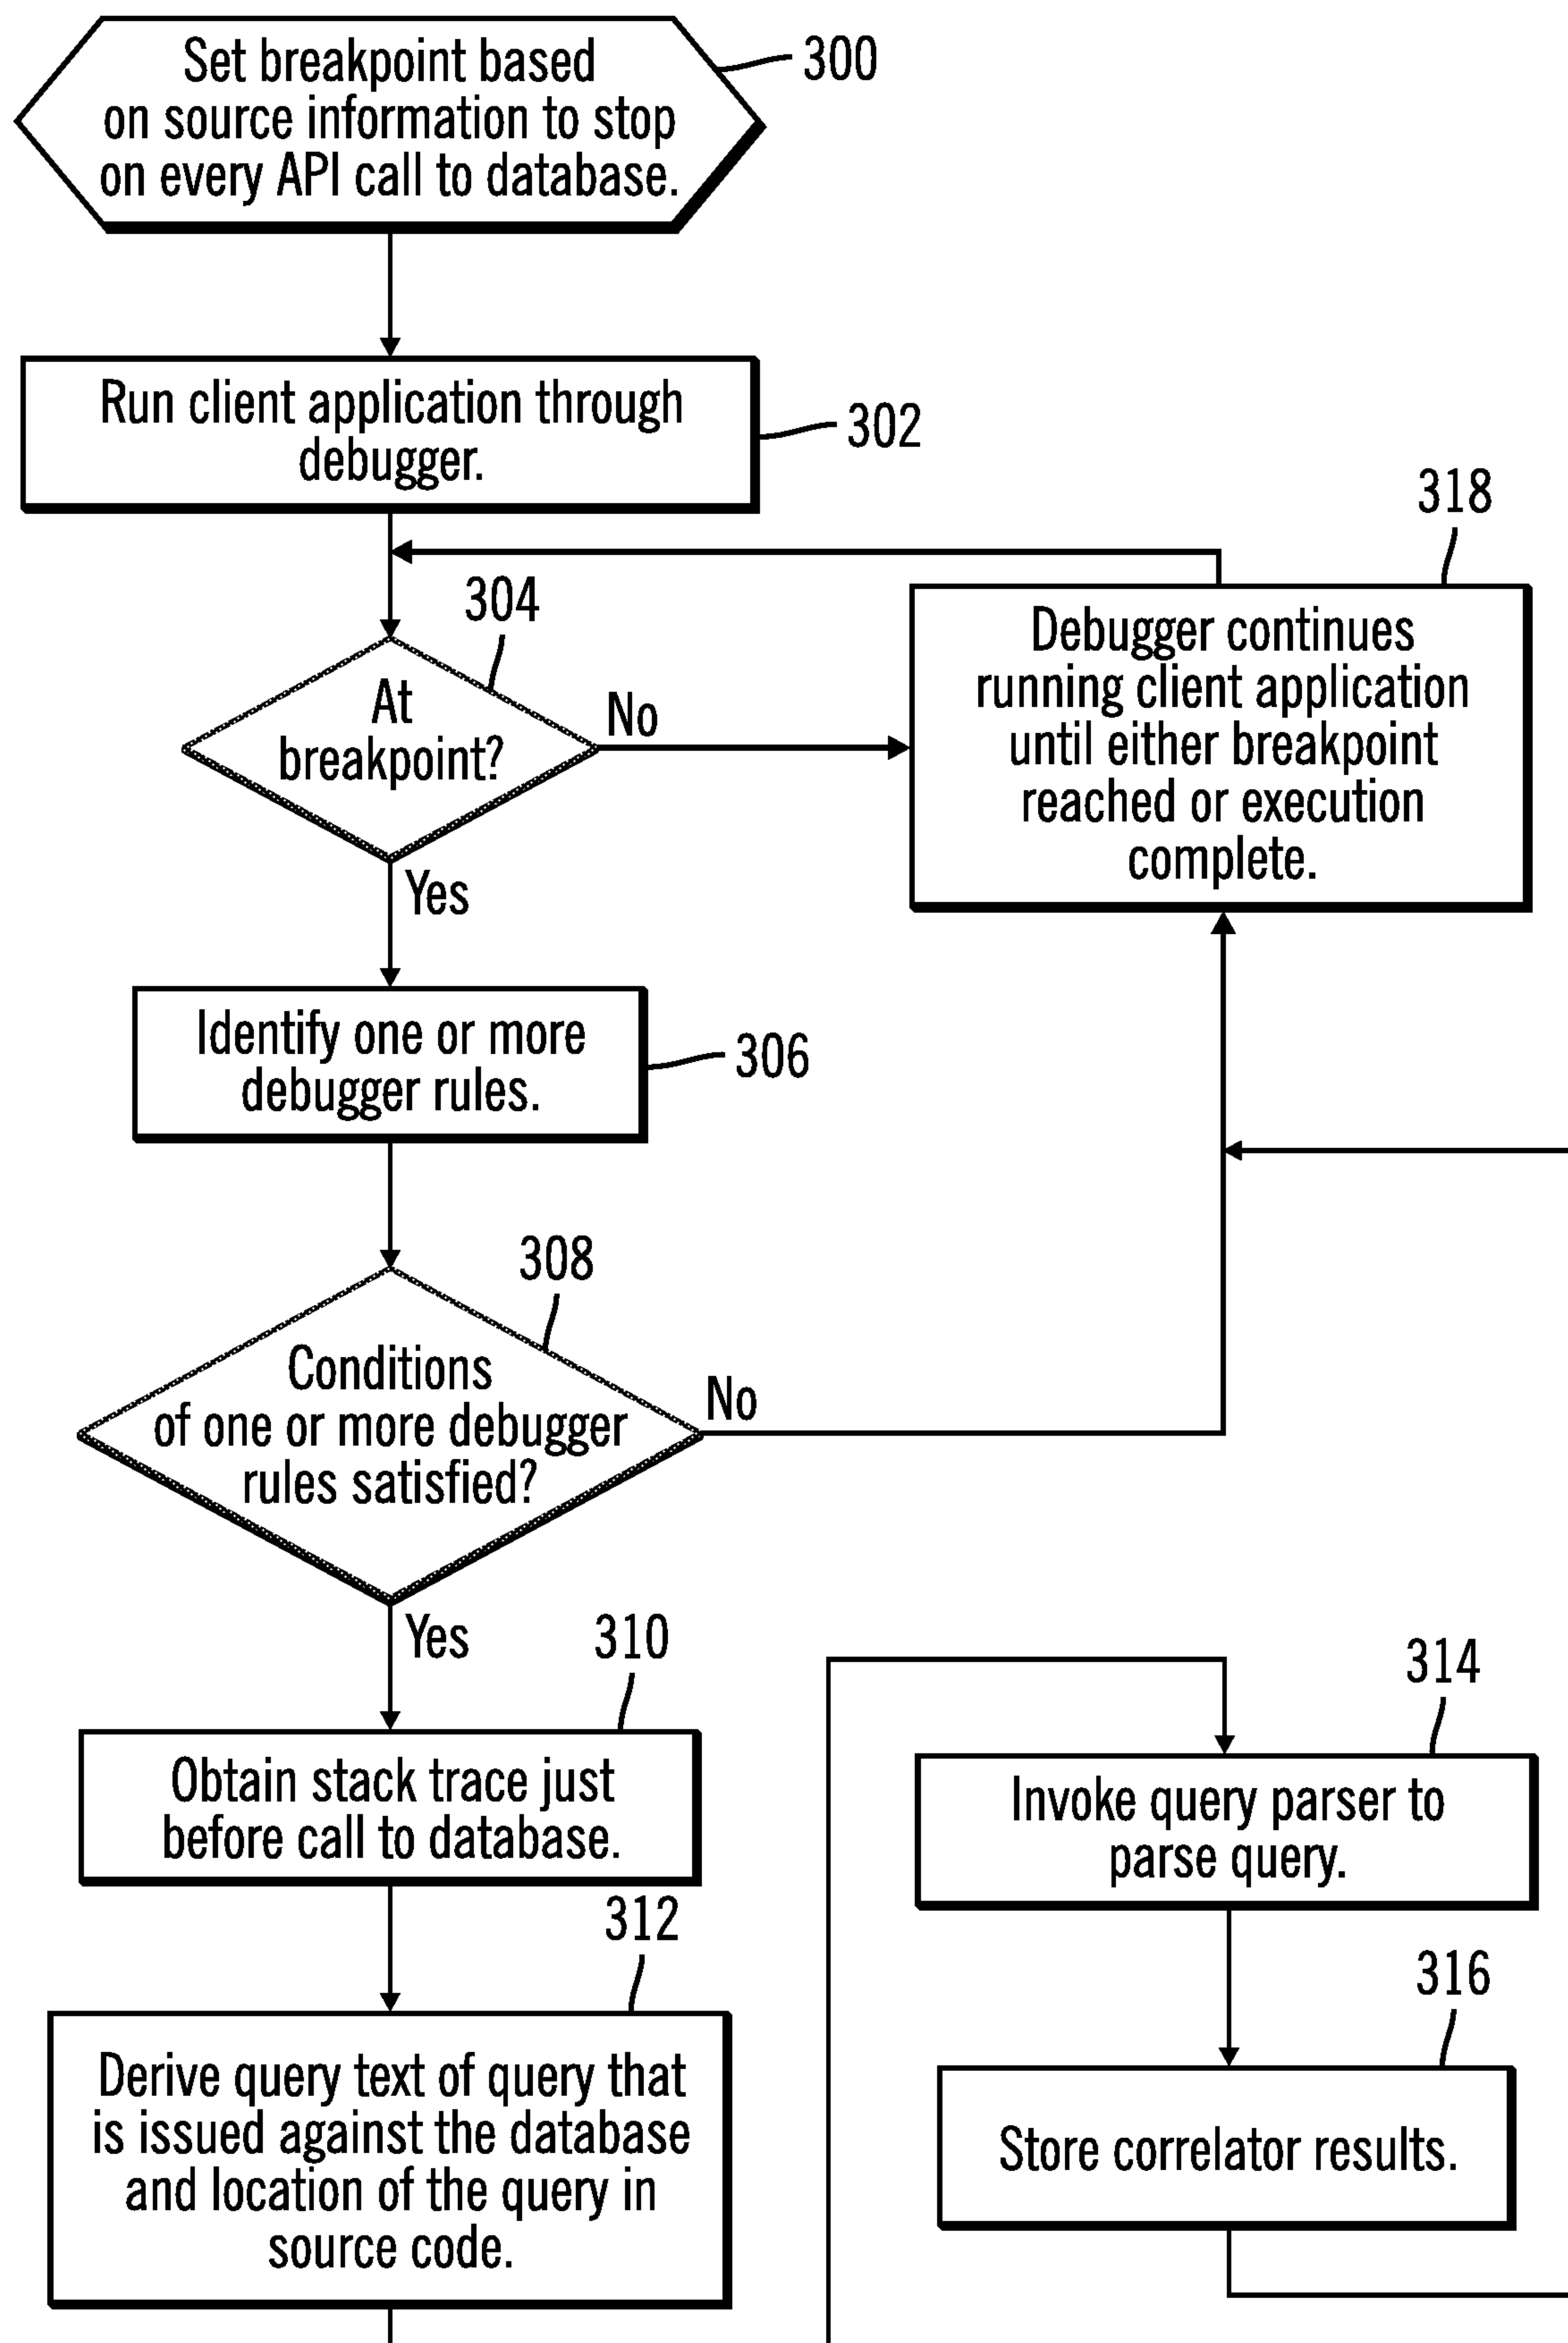 Set breakpoint based
on source information to stop
on every API call to database.
300
Run client application through
debugger.
302
318
Debugger continues
running client application
until either breakpoint
reached or execution
complete.
304
At
breakpoint?
No
Yes
Identify one or more
debugger rules.
306
308
Conditions
of one or more debugger
rules satisfied?
No
Yes
310
Obtain stack trace just
before call to database.
312
Derive query text of query that
is issued against the database
and location of the query in
source code.
314
Invoke query parser to
parse query.
316
Store correlator results.